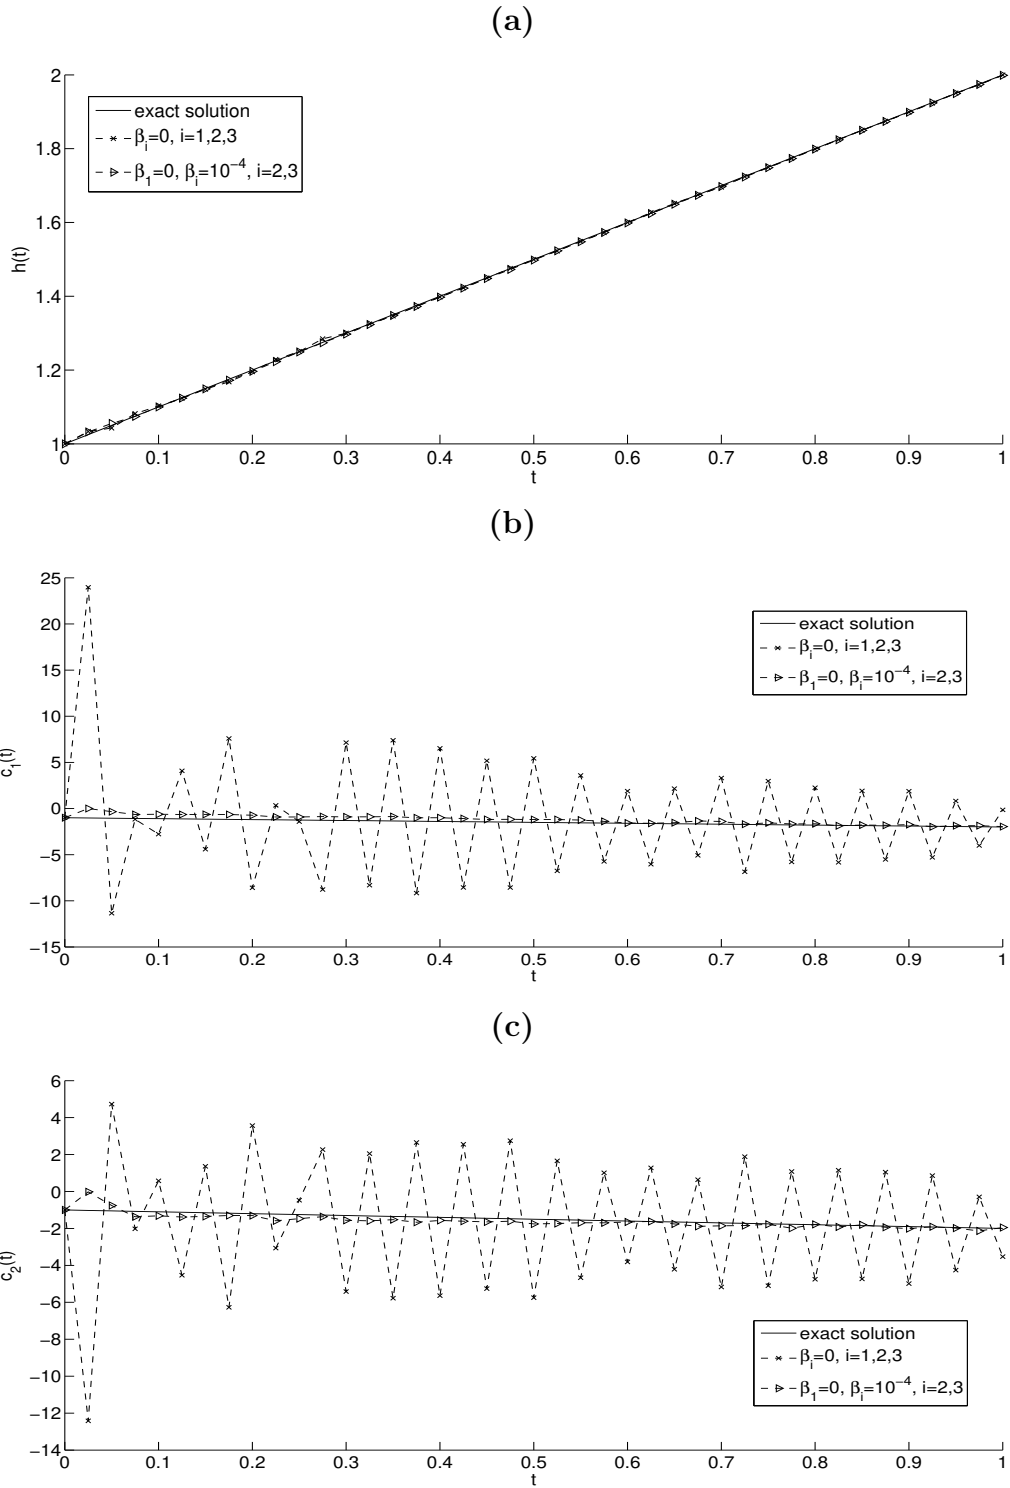 (a)
2
1.8
1.6
1.4
1.2
1
h(t)
exact solution
β_i=0, i=1,2,3
β_1=0, β_i=10^{-4}, i=2,3
0 0.1 0.2 0.3 0.4 0.5 0.6 0.7 0.8 0.9 1
t
(b)
25
20
15
10
5
0
−5
−10
−15
c_1(t)
exact solution
β_i=0, i=1,2,3
β_1=0, β_i=10^{-4}, i=2,3
0 0.1 0.2 0.3 0.4 0.5 0.6 0.7 0.8 0.9 1
t
(c)
6
4
2
0
−2
−4
−6
−8
−10
−12
−14
c_2(t)
exact solution
β_i=0, i=1,2,3
β_1=0, β_i=10^{-4}, i=2,3
0 0.1 0.2 0.3 0.4 0.5 0.6 0.7 0.8 0.9 1
t